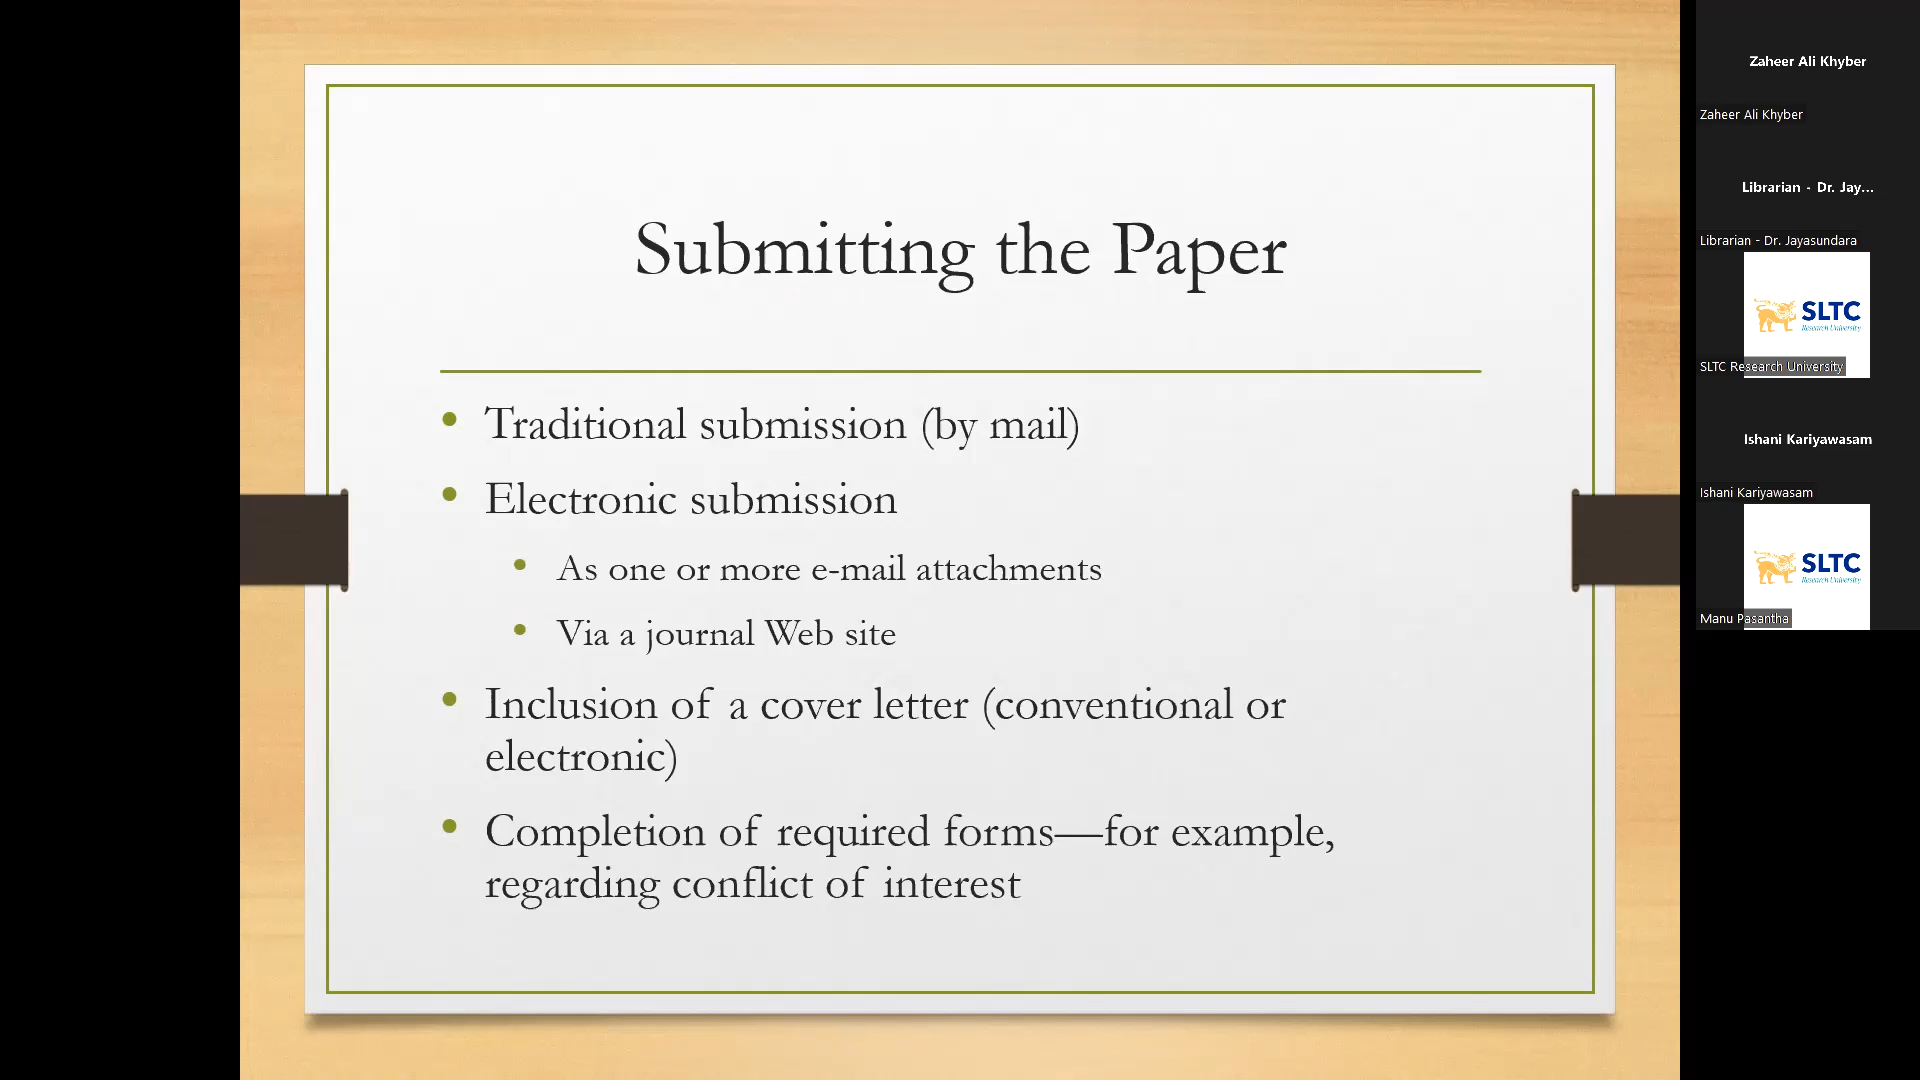 Submitting the Paper
• Traditional submission (by mail)
• Electronic submission
• As one or more e-mail attachments
• Via a journal Web site
• Inclusion of a cover letter (conventional or
electronic)
• Completion of required forms—for example,
regarding conflict of interest
Zaheer Ali Khyber
Zaheer Ali Khyber
Librarian - Dr. Jay...
Librarian - Dr. Jayasundara
SLTC
Research University
SLTC Research University
Ishani Kariyawasam
Ishani Kariyawasam
SLTC
Research University
Manu Pasantha